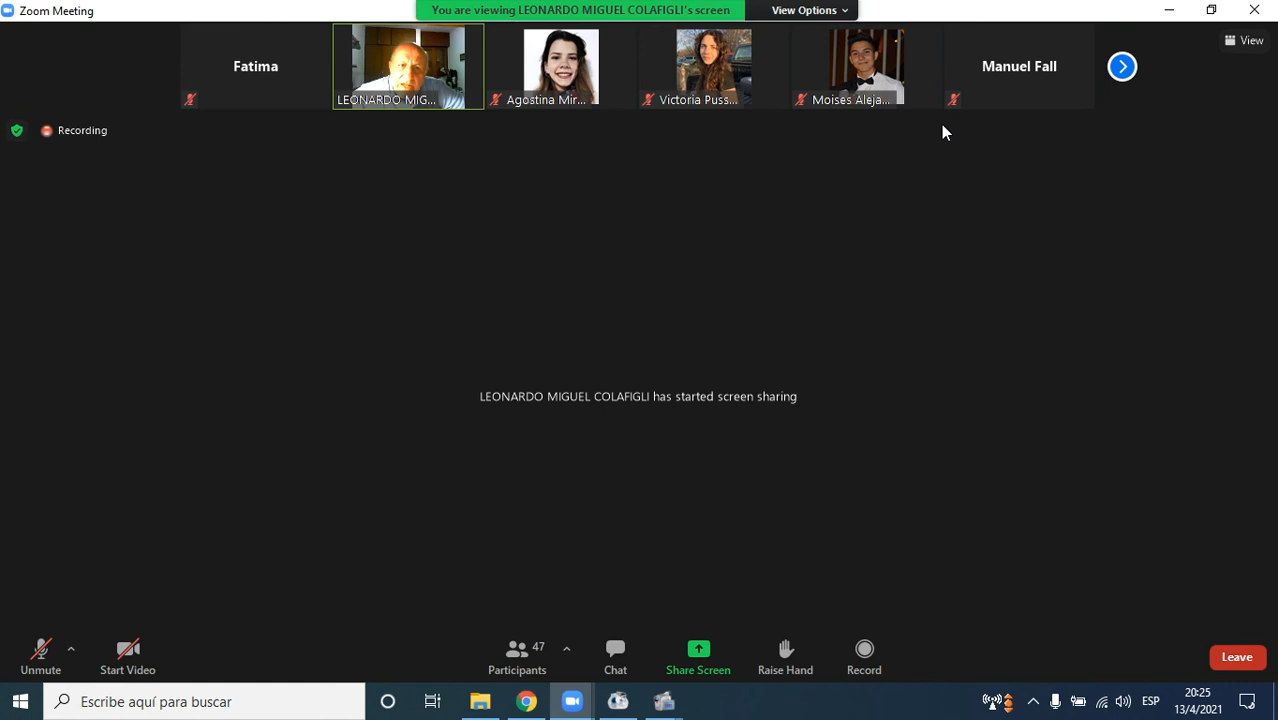 Zoom Meeting
You are viewing LEONARDO MIGUEL COLAFIGLI's screen
View Options
Fatima
LEONARDO MIG...
Agostina Mir...
Victoria Puss...
Moises Aleja...
Manuel Fall
View
Recording
LEONARDO MIGUEL COLAFIGLI has started screen sharing
Unmute
Start Video
47
Participants
Chat
Share Screen
Raise Hand
Record
Leave
Escribe aquí para buscar
ESP
20:25
13/4/2021